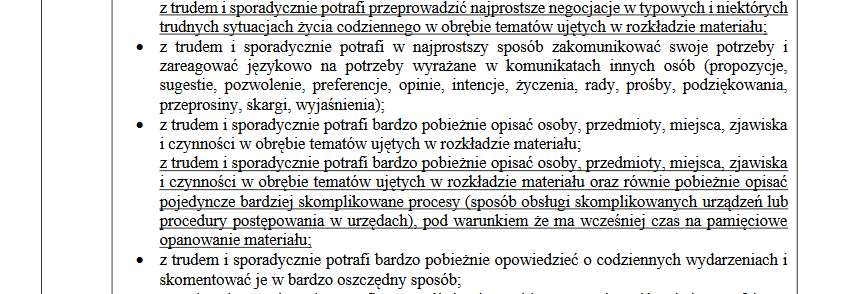 z trudem i sporadycznie potrafi przeprowadzić najprostsze negocjacje w typowych i niektórych
trudnych sytuacjach życia codziennego w obrębie tematów ujętych w rozkładzie materiału;
• z trudem i sporadycznie potrafi w najprostszy sposób zakomunikować swoje potrzeby i
zareagować językowo na potrzeby wyrażane w komunikatach innych osób (propozycje,
sugestie, pozwolenie, preferencje, opinie, intencje, życzenia, rady, prośby, podziękowania,
przeprosiny, skargi, wyjaśnienia);
• z trudem i sporadycznie potrafi bardzo pobieżnie opisać osoby, przedmioty, miejsca, zjawiska
i czynności w obrębie tematów ujętych w rozkładzie materiału;
z trudem i sporadycznie potrafi bardzo pobieżnie opisać osoby, przedmioty, miejsca, zjawiska
i czynności w obrębie tematów ujętych w rozkładzie materiału oraz równie pobieżnie opisać
pojedyncze bardziej skomplikowane procesy (sposób obsługi skomplikowanych urządzeń lub
procedury postępowania w urzędach), pod warunkiem że ma wcześniej czas na pamięciowe
opanowanie materiału;
• z trudem i sporadycznie potrafi bardzo pobieżnie opowiedzieć o codziennych wydarzeniach i
skomentować je w bardzo oszczędny sposób;